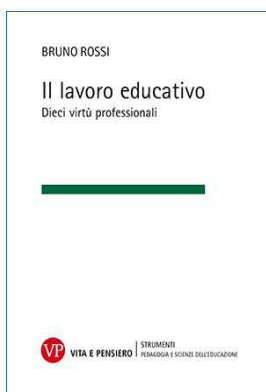 BRUNO ROSSI
Il lavoro educativo
Dieci virtù professionali
VP VITA E PENSIERO
STRUMENTI
PEDAGOGIA E SCIENZE DELL'EDUCAZIONE